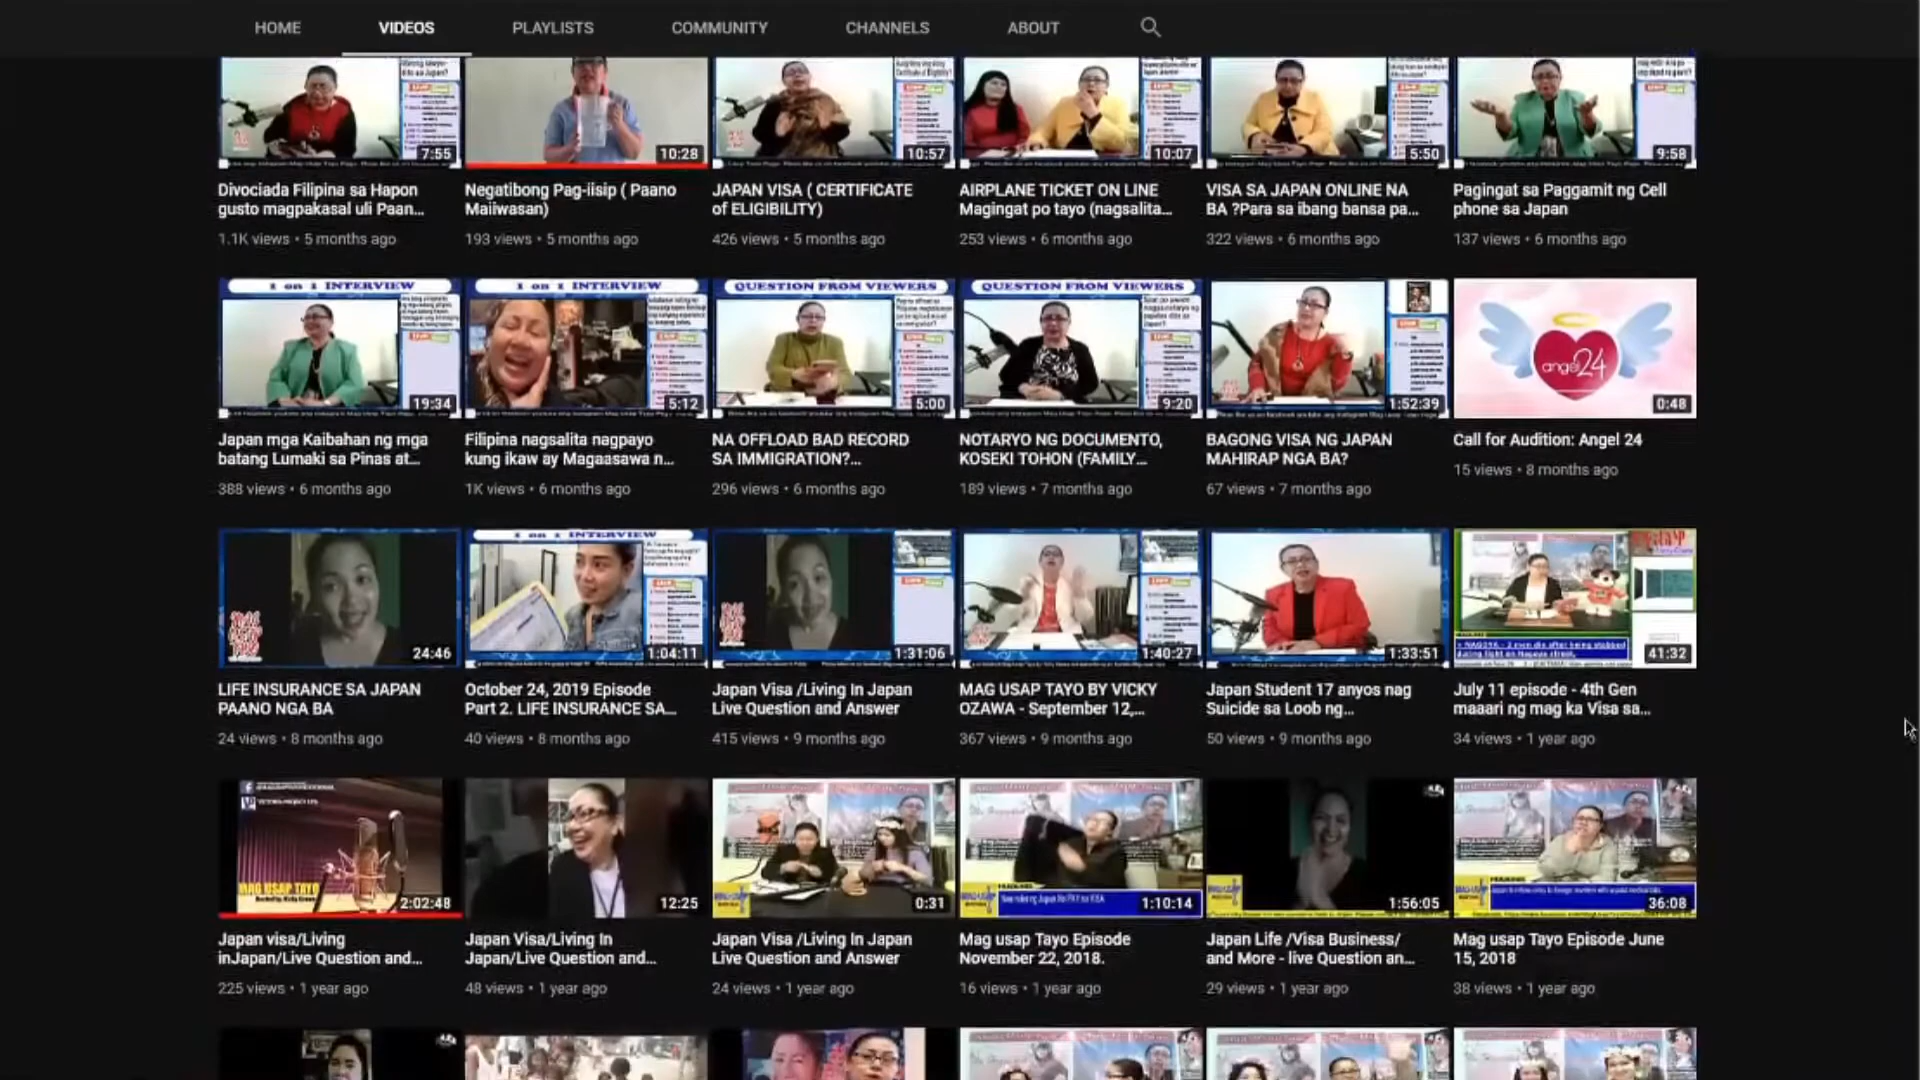 HOME VIDEOS PLAYLISTS COMMUNITY CHANNELS ABOUT
7:55 10:28 10:57 10:07 5:50 9:58
Divociada Filipina sa Hapon
gusto magpakasal uli Paan...
1.1K views • 5 months ago
Negatibong Pag-iisip ( Paano
Maiiwasan)
193 views • 5 months ago
JAPAN VISA ( CERTIFICATE
of ELIGIBILITY)
426 views • 5 months ago
AIRPLANE TICKET ON LINE
Magingat po tayo (nagsalita...
253 views • 6 months ago
VISA SA JAPAN ONLINE NA
BA ?Para sa ibang bansa pa...
322 views • 6 months ago
Pagingat sa Paggamit ng Cell
phone sa Japan
137 views • 6 months ago
1 on 1 INTERVIEW
19:34
Japan mga Kaibahan ng mga
batang Lumaki sa Pinas at...
388 views • 6 months ago
1 on 1 INTERVIEW
5:12
Filipina nagsalita nagpayo
kung ikaw ay Magaasawa n...
1K views • 6 months ago
QUESTION FROM VIEWERS
5:00
NA OFFLOAD BAD RECORD
SA IMMIGRATION?...
296 views • 6 months ago
QUESTION FROM VIEWERS
9:20
NOTARYO NG DOCUMENTO,
KOSEKI TOHON (FAMILY...
189 views • 7 months ago
1:52:39
BAGONG VISA NG JAPAN
MAHIRAP NGA BA?
67 views • 7 months ago
angel24
0:48
Call for Audition: Angel 24
15 views • 8 months ago
24:46
LIFE INSURANCE SA JAPAN
PAANO NGA BA
24 views • 8 months ago
1 on 1 INTERVIEW
1:04:11
October 24, 2019 Episode
Part 2. LIFE INSURANCE SA...
40 views • 8 months ago
1:31:06
Japan Visa /Living In Japan
Live Question and Answer
415 views • 9 months ago
1:40:27
MAG USAP TAYO BY VICKY
OZAWA - September 12,...
367 views • 9 months ago
1:33:51
Japan Student 17 anyos nag
Suicide sa Loob ng...
50 views • 9 months ago
NAGOYA - 2 men die after being stabbed
during fight on Nagoya street.
41:32
July 11 episode - 4th Gen
maaari ng mag ka Visa sa...
34 views • 1 year ago
MAG USAP TAYO
2:02:48
Japan visa/Living
inJapan/Live Question and...
225 views • 1 year ago
12:25
Japan Visa/Living In
Japan/Live Question and...
48 views • 1 year ago
0:31
Japan Visa /Living In Japan
Live Question and Answer
24 views • 1 year ago
1:10:14
Mag usap Tayo Episode
November 22, 2018.
16 views • 1 year ago
1:56:05
Japan Life /Visa Business/
and More - live Question an...
29 views • 1 year ago
36:08
Mag usap Tayo Episode June
15, 2018
38 views • 1 year ago